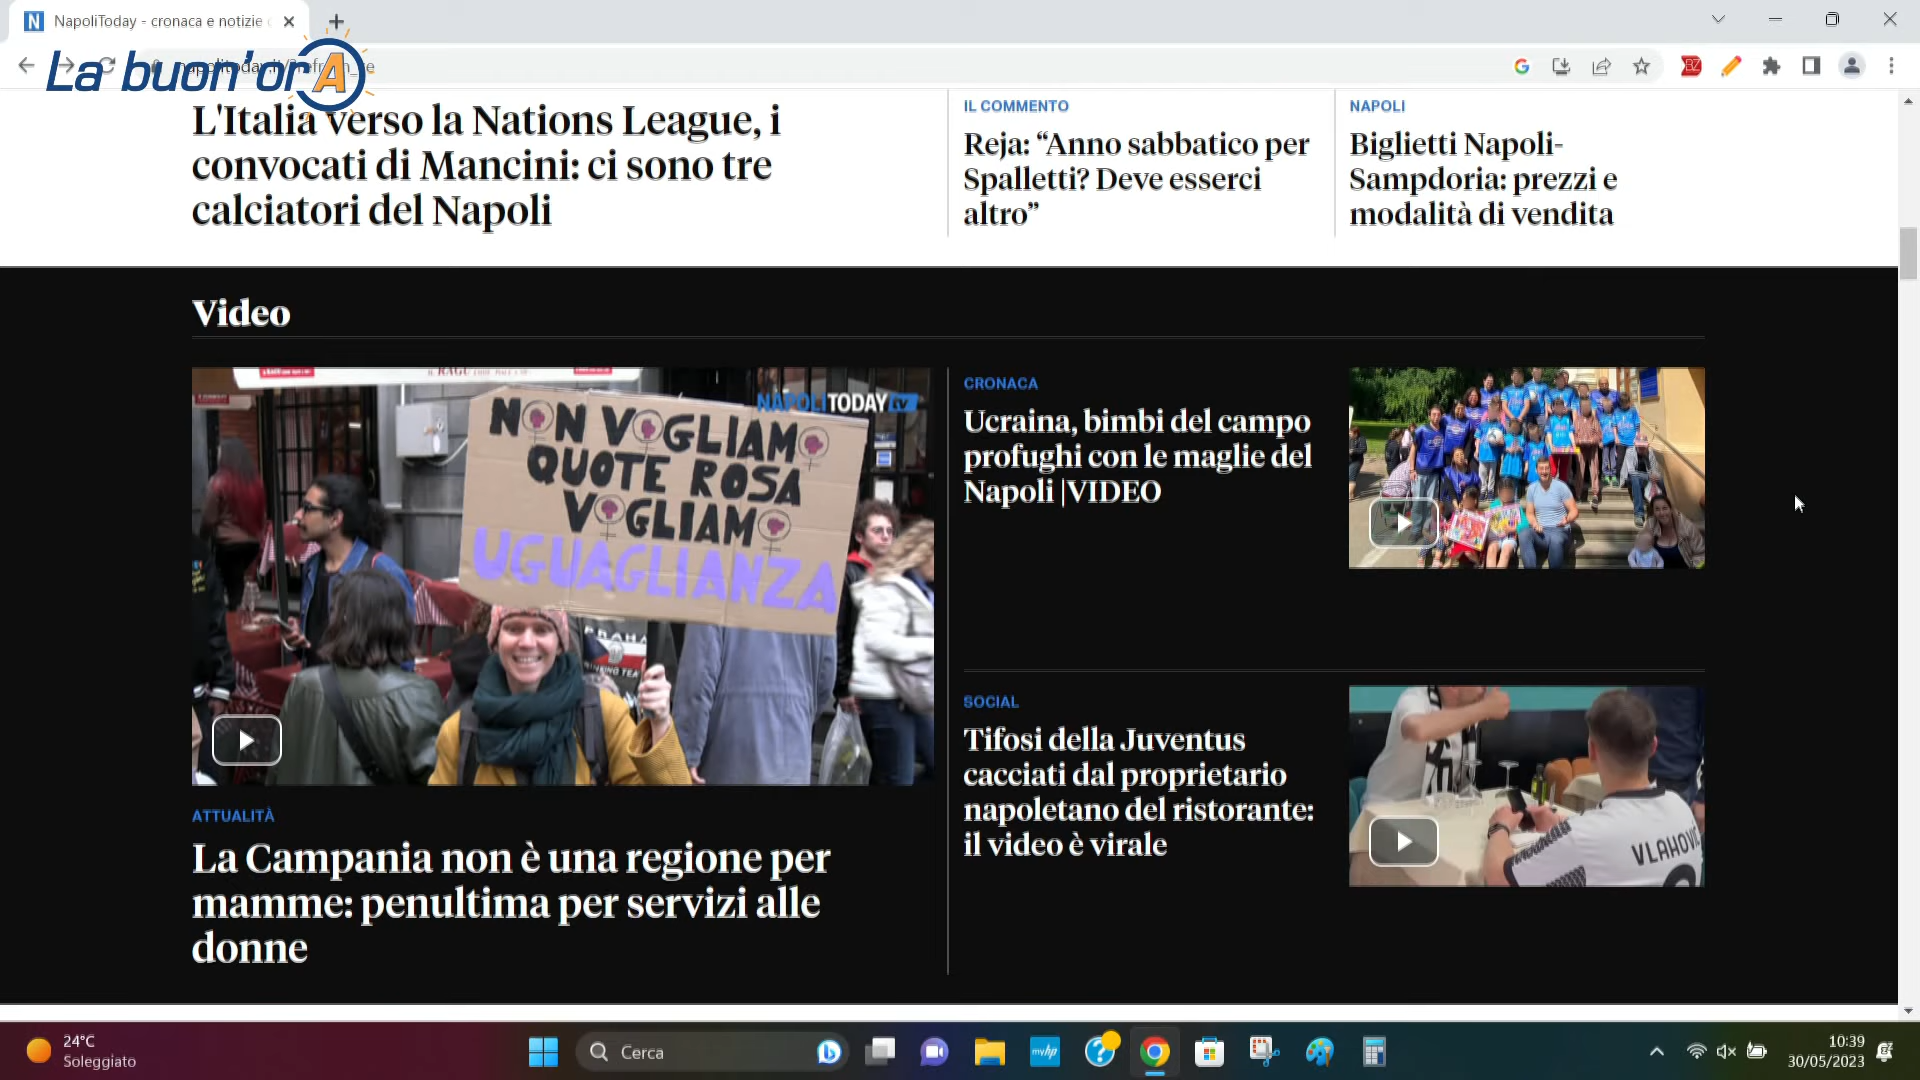 NapoliToday - cronaca e notizie
La buon'orA
L'Italia verso la Nations League, i
convocati di Mancini: ci sono tre
calciatori del Napoli
IL COMMENTO
Reja: “Anno sabbatico per
Spalletti? Deve esserci
altro”
NAPOLI
Biglietti Napoli-
Sampdoria: prezzi e
modalità di vendita
Video
NAPOLITODAY tv
NON VOGLIAMO
QUOTE ROSA
VOGLIAMO
UGUAGLIANZA
PRAHA
ATTUALITÀ
La Campania non è una regione per
mamme: penultima per servizi alle
donne
CRONACA
Ucraina, bimbi del campo
profughi con le maglie del
Napoli |VIDEO
SOCIAL
Tifosi della Juventus
cacciati dal proprietario
napoletano del ristorante:
il video è virale
VLAHOVIC
24°C
Soleggiato
Cerca
myhp
10:39
30/05/2023